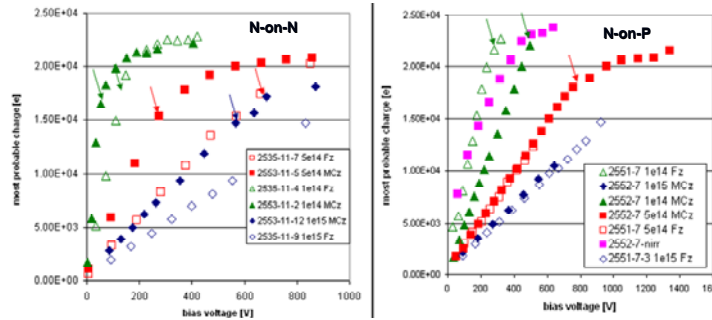 N-on-N
2.50E+04
2.00E+04
1.50E+04
1.00E+04
5.00E+03
0.00E+00
most probable charge[e]
2535-11-7 5e14 Fz
2553-11-5 5e14 MCz
2535-11-4 1e14 Fz
2553-11-2 1e14 MCz
2553-11-12 1e15 MCz
2535-11-9 1e15 Fz
0 200 400 600 800 1000
bias voltage [V]
N-on-P
2.50E+04
2.00E+04
1.50E+04
1.00E+04
5.00E+03
0.00E+00
most probable charge [e]
2551-7 1e14 Fz
2552-7 1e15 MCz
2552-7 1e14 MCz
2552-7 5e14 MCz
2551-7 5e14 Fz
2552-7-nirr
2551-7-3 1e15 Fz
0 200 400 600 800 1000 1200 1400
bias voltage [V]